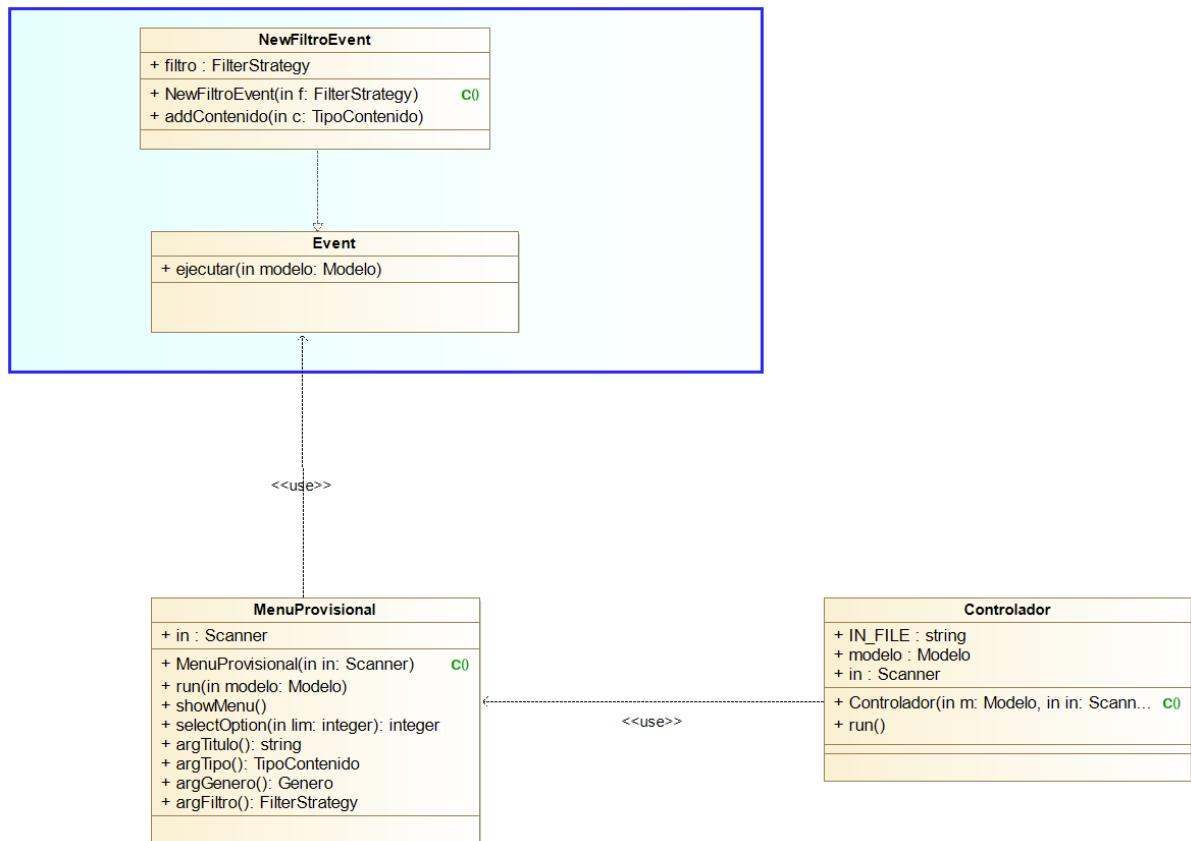 NewFiltroEvent
+ filtro : FilterStrategy
+ NewFiltroEvent(in f: FilterStrategy) C()
+ addContenido(in c: TipoContenido)
Event
+ ejecutar(in modelo: Modelo)
<<use>>
MenuProvisional
+ in : Scanner
+ MenuProvisional(in in: Scanner) C()
+ run(in modelo: Modelo)
+ showMenu()
+ selectOption(in lim: integer): integer
+ argTitulo(): string
+ argTipo(): TipoContenido
+ argGenero(): Genero
+ argFiltro(): FilterStrategy
<<use>>
Controlador
+ IN_FILE : string
+ modelo : Modelo
+ in : Scanner
+ Controlador(in m: Modelo, in in: Scann... C()
+ run()